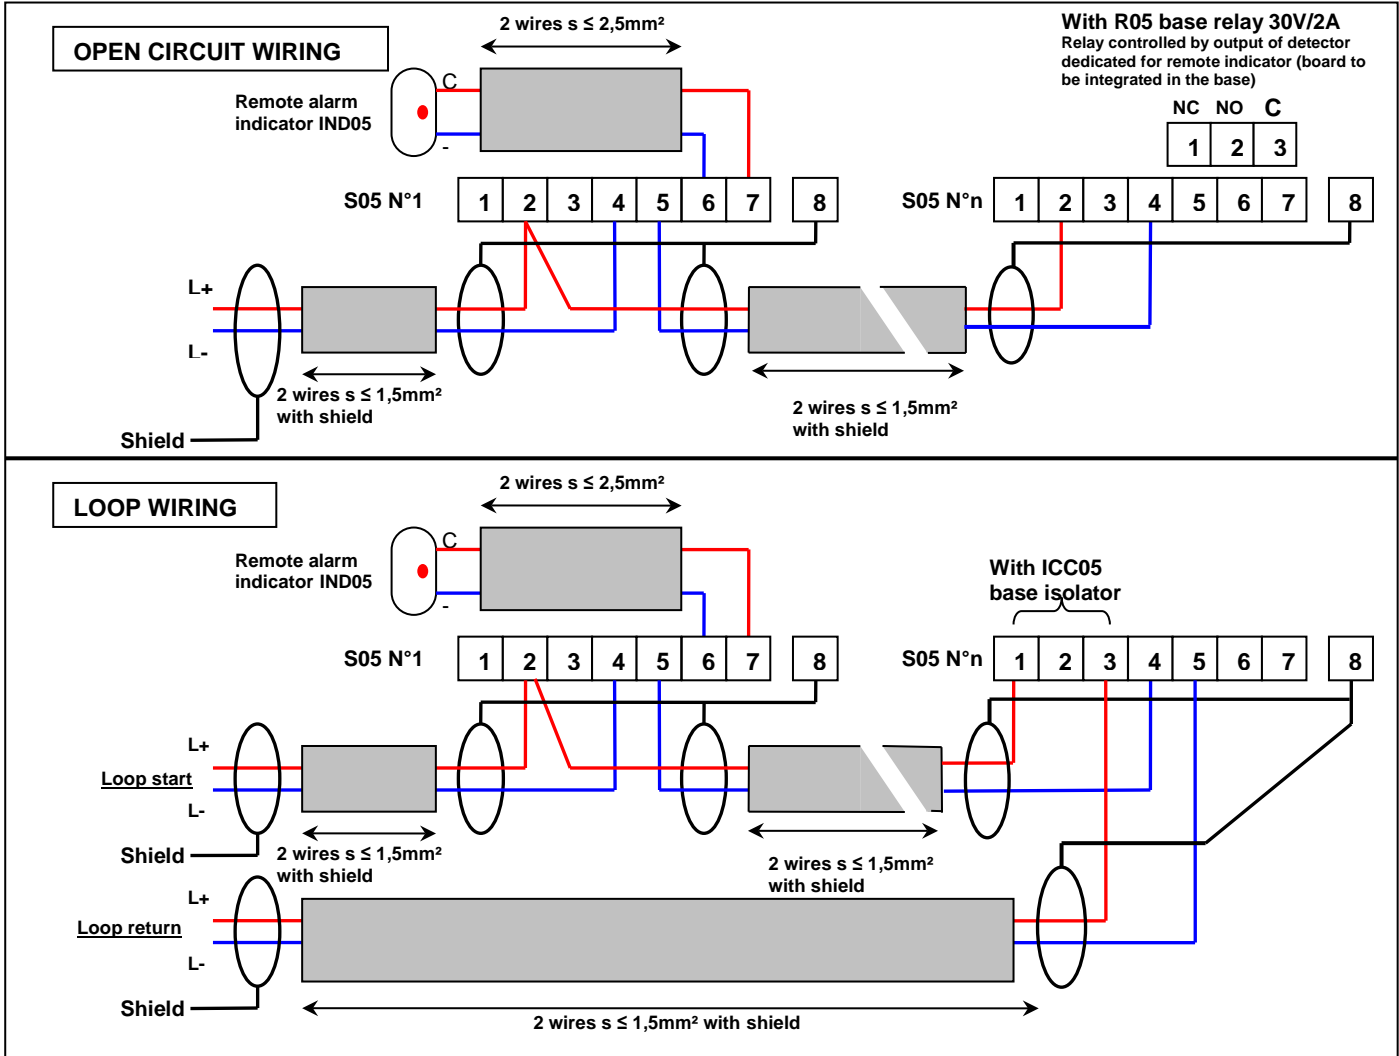 2 wires s ≤ 2,5mm²
With R05 base relay 30V/2A
Relay controlled by output of detector
dedicated for remote indicator (board to
be integrated in the base)
OPEN CIRCUIT WIRING
Remote alarm
indicator IND05
C
-
NC NO C
1 2 3
S05 N°1 1 2 3 4 5 6 7 8
S05 N°n 1 2 3 4 5 6 7 8
L+
L-
2 wires s ≤ 1,5mm²
with shield
2 wires s ≤ 1,5mm²
with shield
Shield
LOOP WIRING
2 wires s ≤ 2,5mm²
Remote alarm
indicator IND05
C
-
With ICC05
base isolator
S05 N°1 1 2 3 4 5 6 7 8
S05 N°n 1 2 3 4 5 6 7 8
L+
Loop start
L-
Shield
2 wires s ≤ 1,5mm²
with shield
2 wires s ≤ 1,5mm²
with shield
L+
Loop return
L-
Shield
2 wires s ≤ 1,5mm² with shield